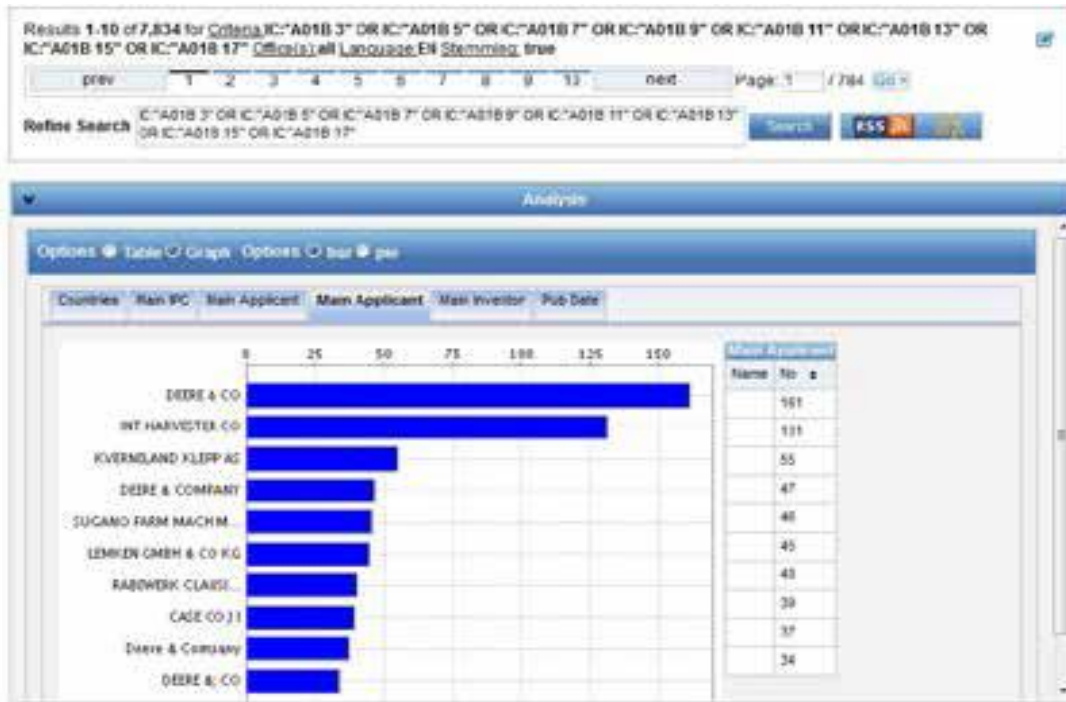 Results 1-10 of 7,834 for Criteria:IC:"A01B 3" OR IC:"A01B 5" OR IC:"A01B 7" OR IC:"A01B 9" OR IC:"A01B 11" OR IC:"A01B 13" OR
IC:"A01B 15" OR IC:"A01B 17" Office(s):all Language:EN Stemming: true
prev 1 2 3 4 5 6 7 8 9 next Page: 1 / 784 Go >
IC:"A01B 3" OR IC:"A01B 5" OR IC:"A01B 7" OR IC:"A01B 9" OR IC:"A01B 11" OR IC:"A01B 13"
Refine Search OR IC:"A01B 15" OR IC:"A01B 17" Search RSS
Analysis
Options Table Graph Options bar pie
Countries Main IPC Main Applicant Main Applicant Main Inventor Pub Date
0 25 50 75 100 125 150
Main Applicant
Name No
DEERE & CO 161
INT HARVESTER CO 131
KVERNELAND KLEPP AS 55
DEERE & COMPANY 47
SUGANO FARM MACH M... 46
LEMKEN GMBH & CO KG 45
RABEWERK CLAUSI... 
CASE CO J I 39
Deere & Company 37
DEERE &; CO 34